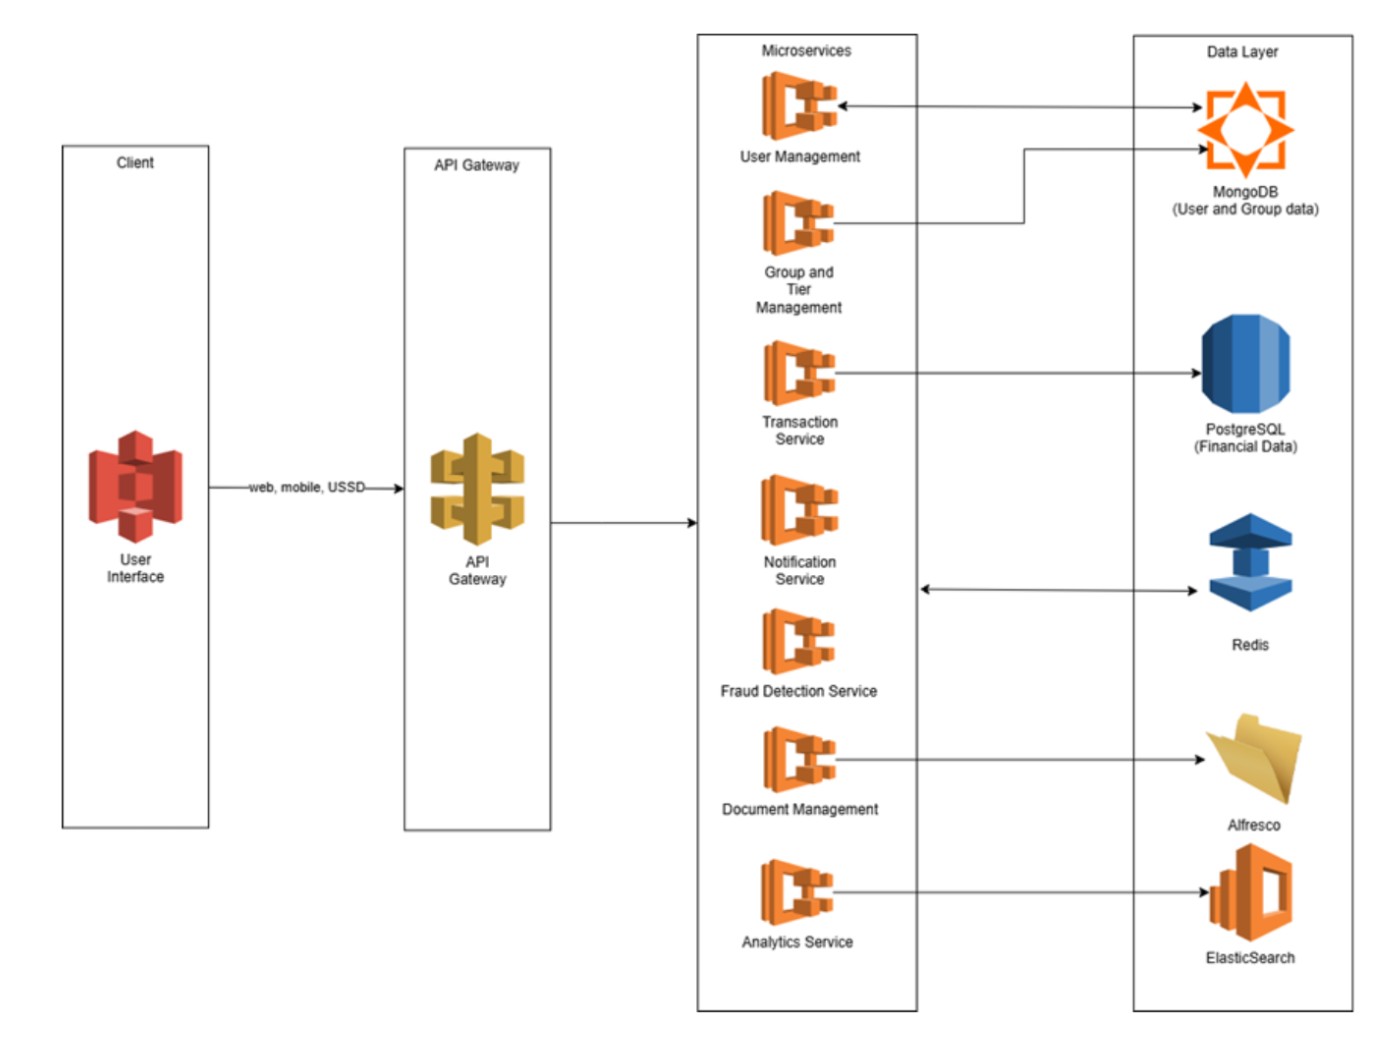 Client
User
Interface
web, mobile, USSD
API Gateway
API
Gateway
Microservices
User Management
Group and
Tier
Management
Transaction
Service
Notification
Service
Fraud Detection Service
Document Management
Analytics Service
Data Layer
MongoDB
(User and Group data)
PostgreSQL
(Financial Data)
Redis
Alfresco
ElasticSearch